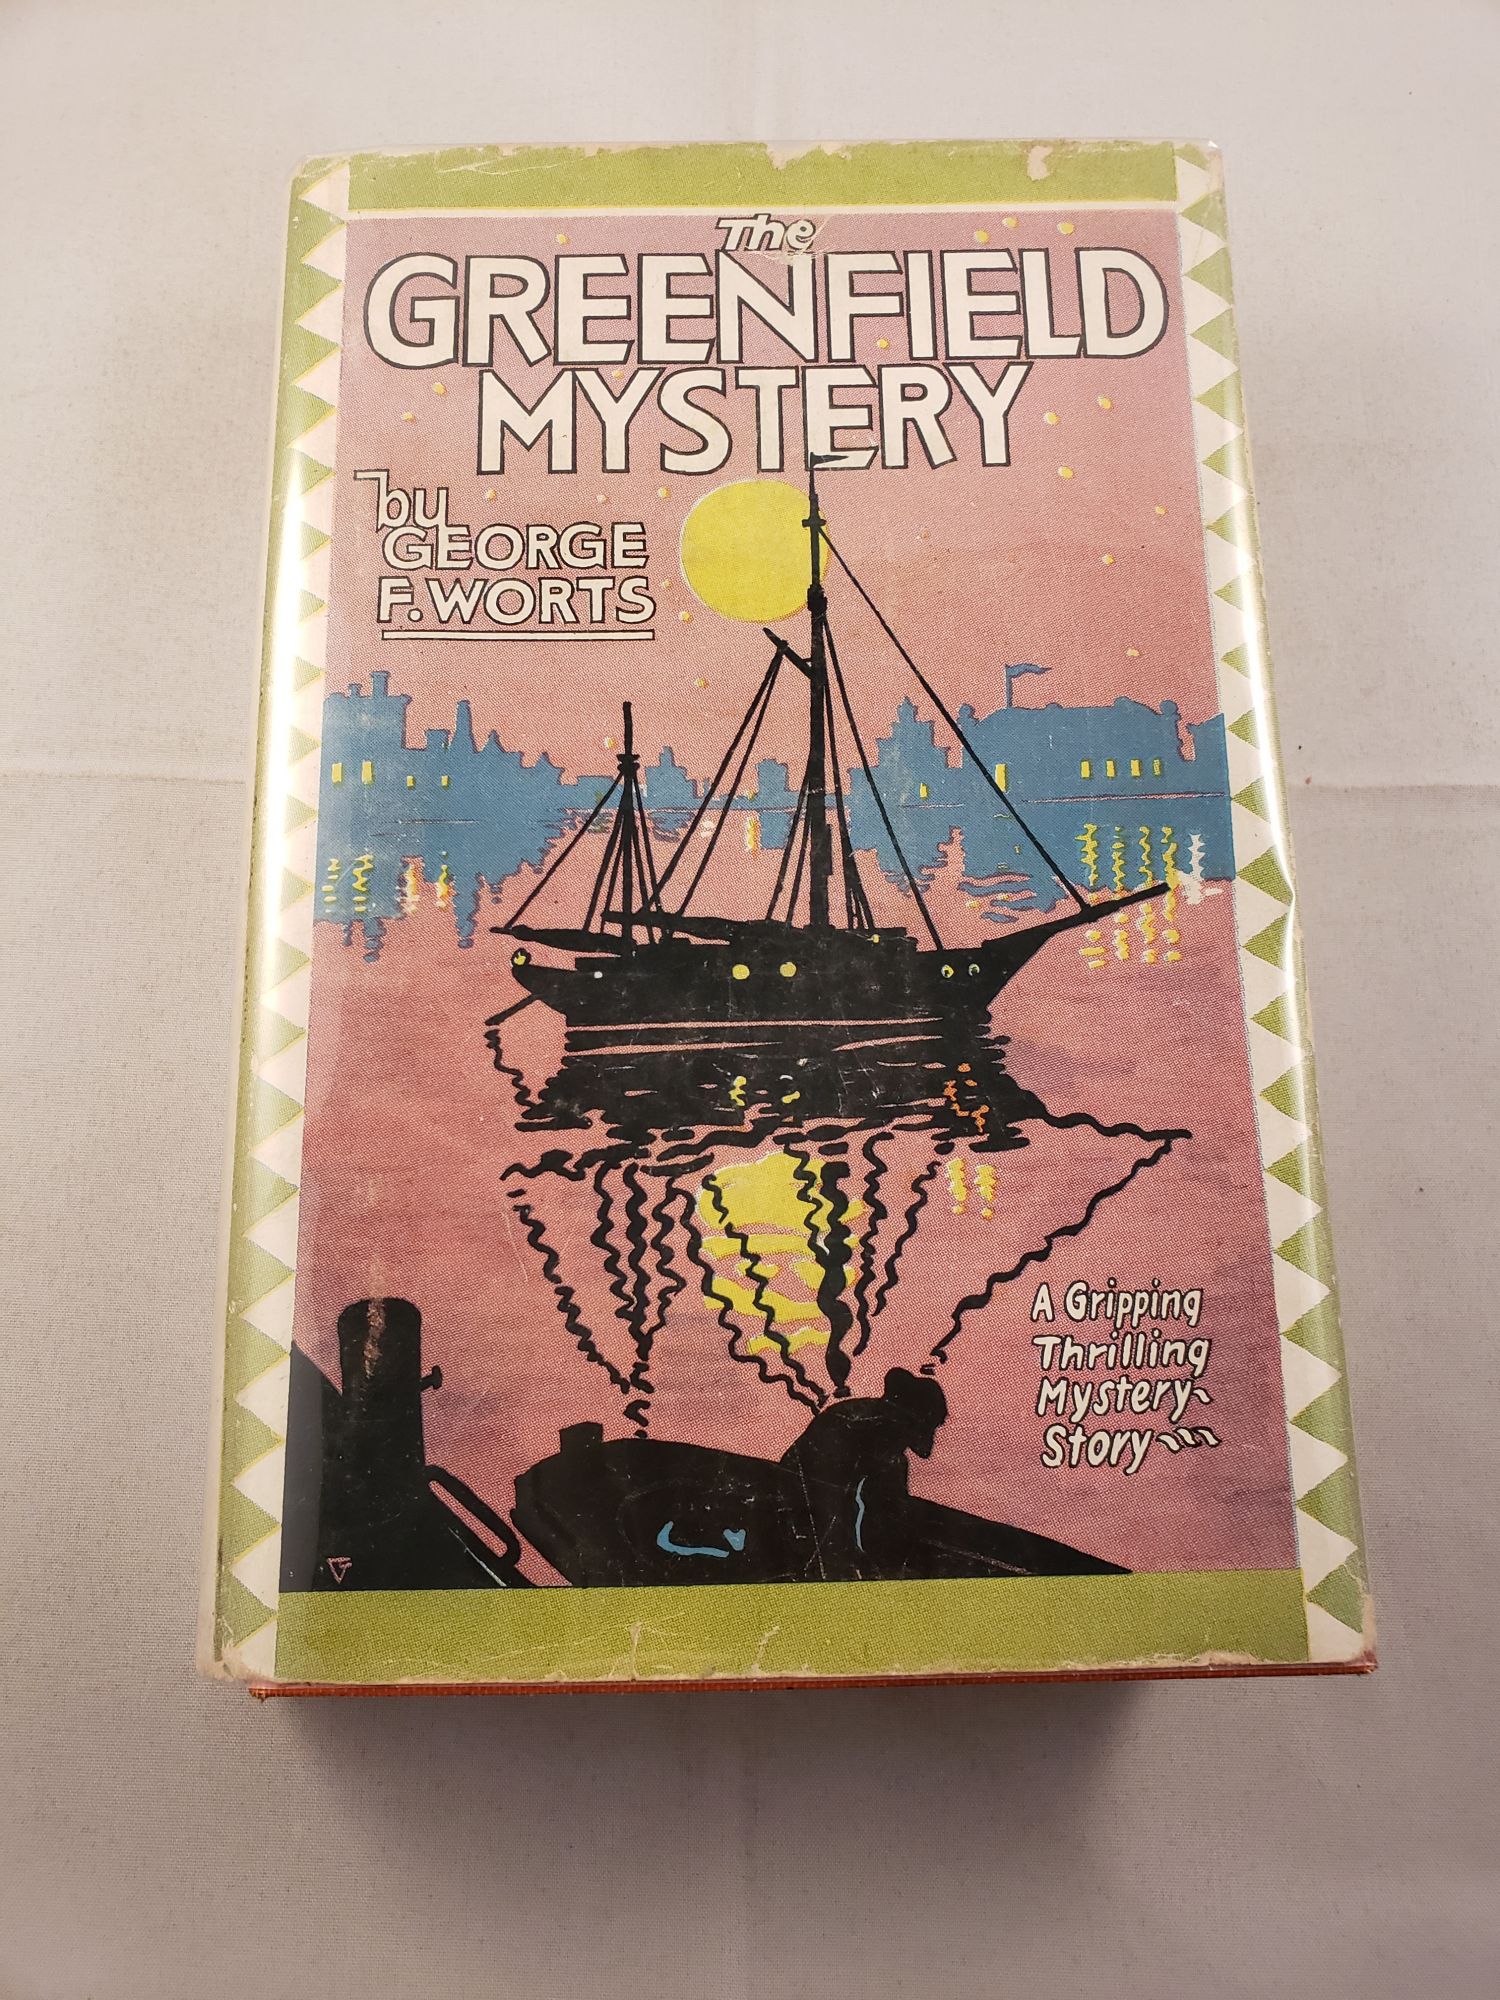 The
GREENFIELD
MYSTERY
by
GEORGE
F. WORTS
A Gripping
Thrilling
Mystery
Story